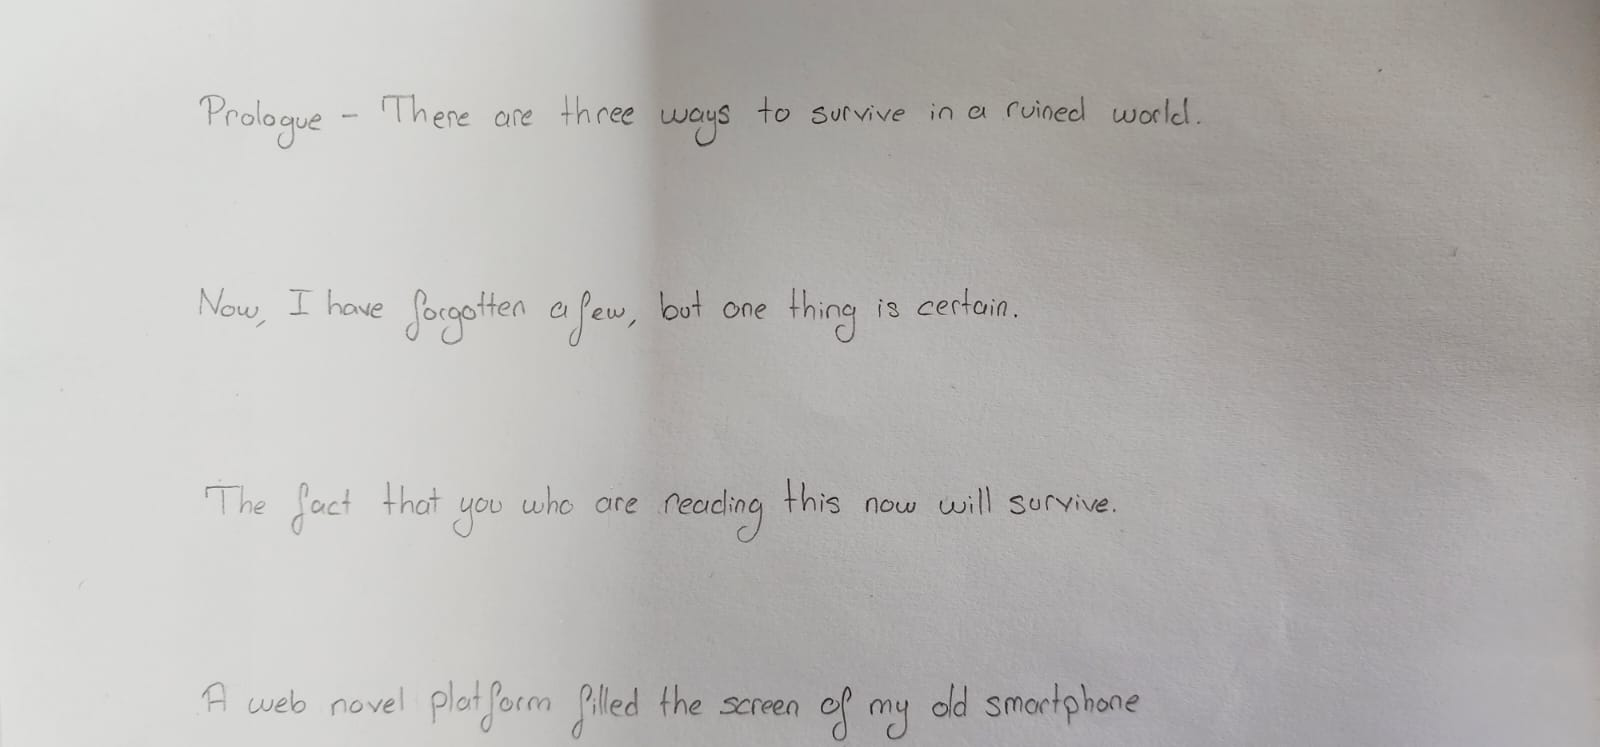 Prologue - There are three ways to survive in a ruined world.
Now, I have forgotten a few, but one thing is certain.
The fact that you who are reading this now will survive.
A web novel platform filled the screen of my old smartphone